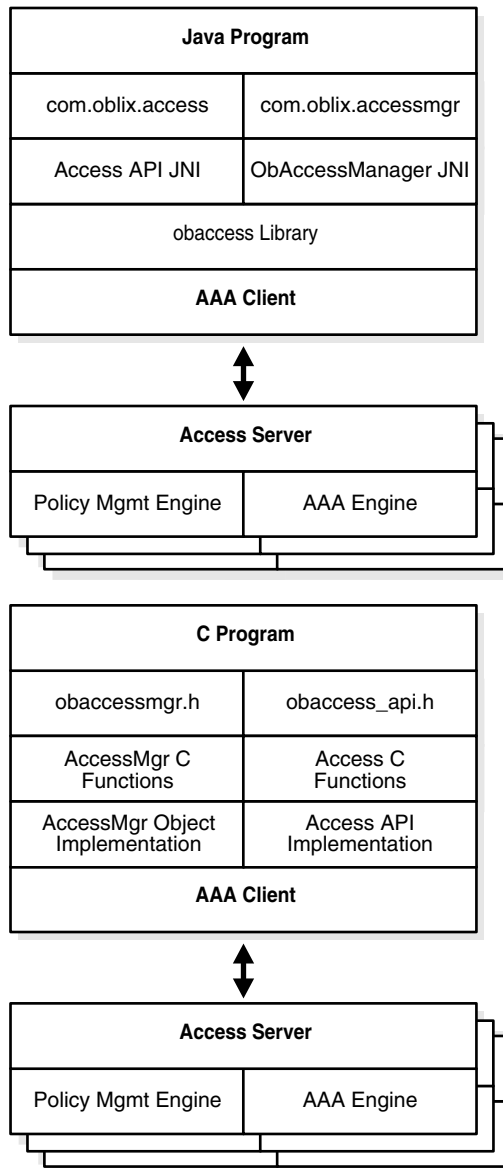 Java Program
com.oblix.access
com.oblix.accessmgr
Access API JNI
ObAccessManager JNI
obaccess Library
AAA Client
Access Server
Policy Mgmt Engine
AAA Engine
C Program
obaccessmgr.h
obaccess_api.h
AccessMgr C
Functions
Access C
Functions
AccessMgr Object
Implementation
Access API
Implementation
AAA Client
Access Server
Policy Mgmt Engine
AAA Engine